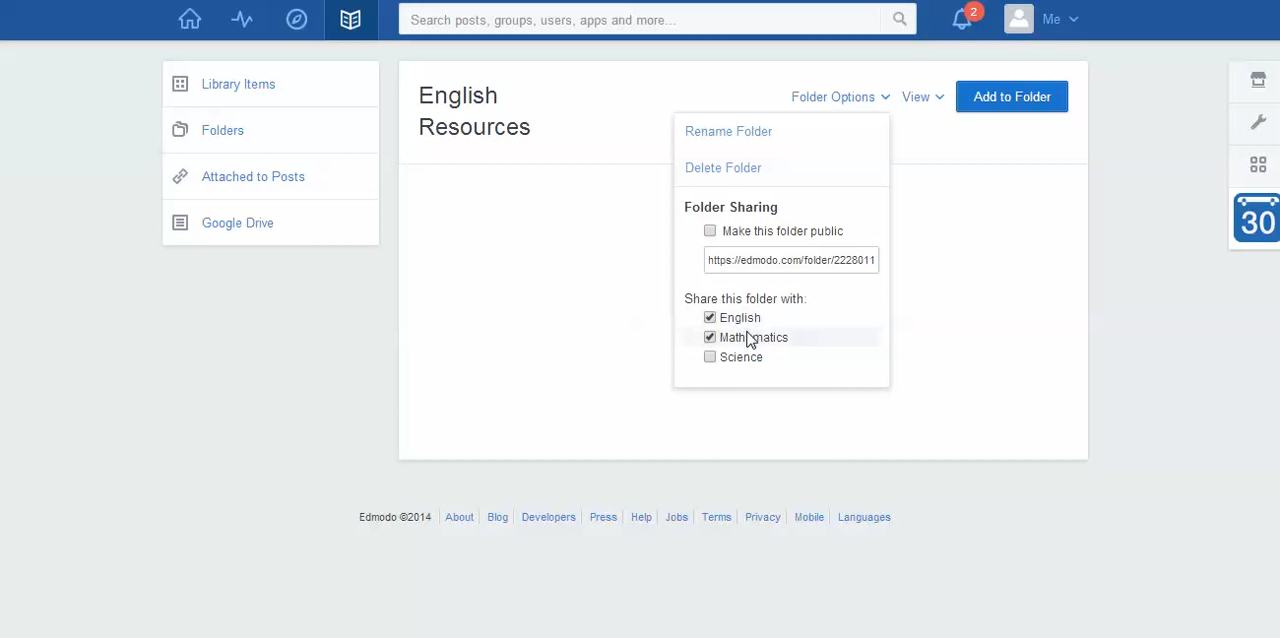 Search posts, groups, users, apps and more...
2
Me
Library Items
Folders
Attached to Posts
Google Drive
English
Resources
Folder Options
View
Add to Folder
Rename Folder
Delete Folder
Folder Sharing
Make this folder public
https://edmodo.com/folder/2228011
Share this folder with:
English
Mathematics
Science
30
Edmodo ©2014
About
Blog
Developers
Press
Help
Jobs
Terms
Privacy
Mobile
Languages